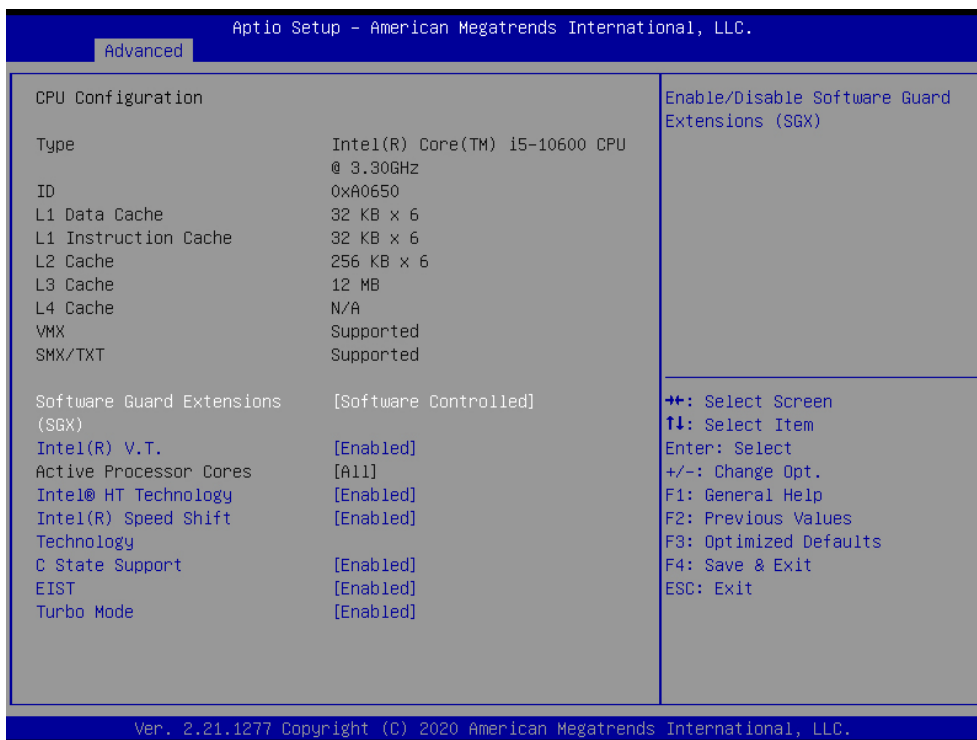 Aptio Setup – American Megatrends International, LLC.
Advanced
CPU Configuration
Type Intel(R) Core(TM) i5-10600 CPU
@ 3.30GHz
ID 0xA0650
L1 Data Cache 32 KB x 6
L1 Instruction Cache 32 KB x 6
L2 Cache 256 KB x 6
L3 Cache 12 MB
L4 Cache N/A
VMX Supported
SMX/TXT Supported
Software Guard Extensions [Software Controlled]
(SGX)
Intel(R) V.T. [Enabled]
Active Processor Cores [All]
Intel® HT Technology [Enabled]
Intel(R) Speed Shift [Enabled]
Technology
C State Support [Enabled]
EIST [Enabled]
Turbo Mode [Enabled]
Enable/Disable Software Guard
Extensions (SGX)
→←: Select Screen
↑↓: Select Item
Enter: Select
+/-: Change Opt.
F1: General Help
F2: Previous Values
F3: Optimized Defaults
F4: Save & Exit
ESC: Exit
Ver. 2.21.1277 Copyright (C) 2020 American Megatrends International, LLC.